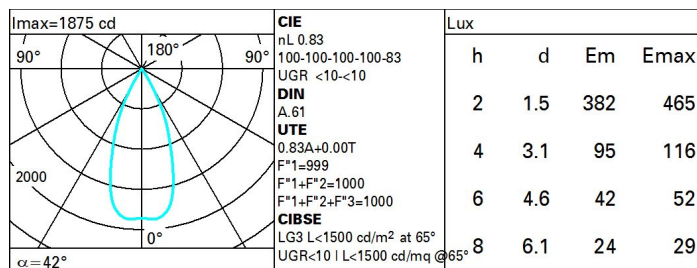 Imax=1875 cd
90° 180° 90°
2000
0°
α=42°
CIE
nL 0.83
100-100-100-100-83
UGR <10-<10
DIN
A.61
UTE
0.83A+0.00T
F"1=999
F"1+F"2=1000
F"1+F"2+F"3=1000
CIBSE
LG3 L<1500 cd/m² at 65°
UGR<10 | L<1500 cd/mq @65°
Lux
h d Em Emax
2 1.5 382 465
4 3.1 95 116
6 4.6 42 52
8 6.1 24 29